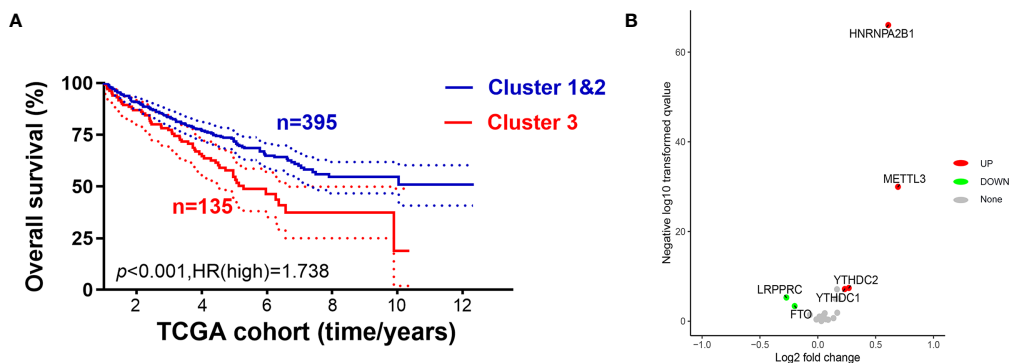 A
Overall survival (%)
100
75
50
25
0
2
4
6
8
10
12
TCGA cohort (time/years)
Cluster 1&2
Cluster 3
n=395
n=135
p<0.001,HR(high)=1.738
B
Negative log10 transformed qvalue
60
40
20
0
−1.0
−0.5
0.0
0.5
1.0
Log2 fold change
HNRNPA2B1
METTL3
YTHDC2
YTHDC1
LRPPRC
FTO
UP
DOWN
None